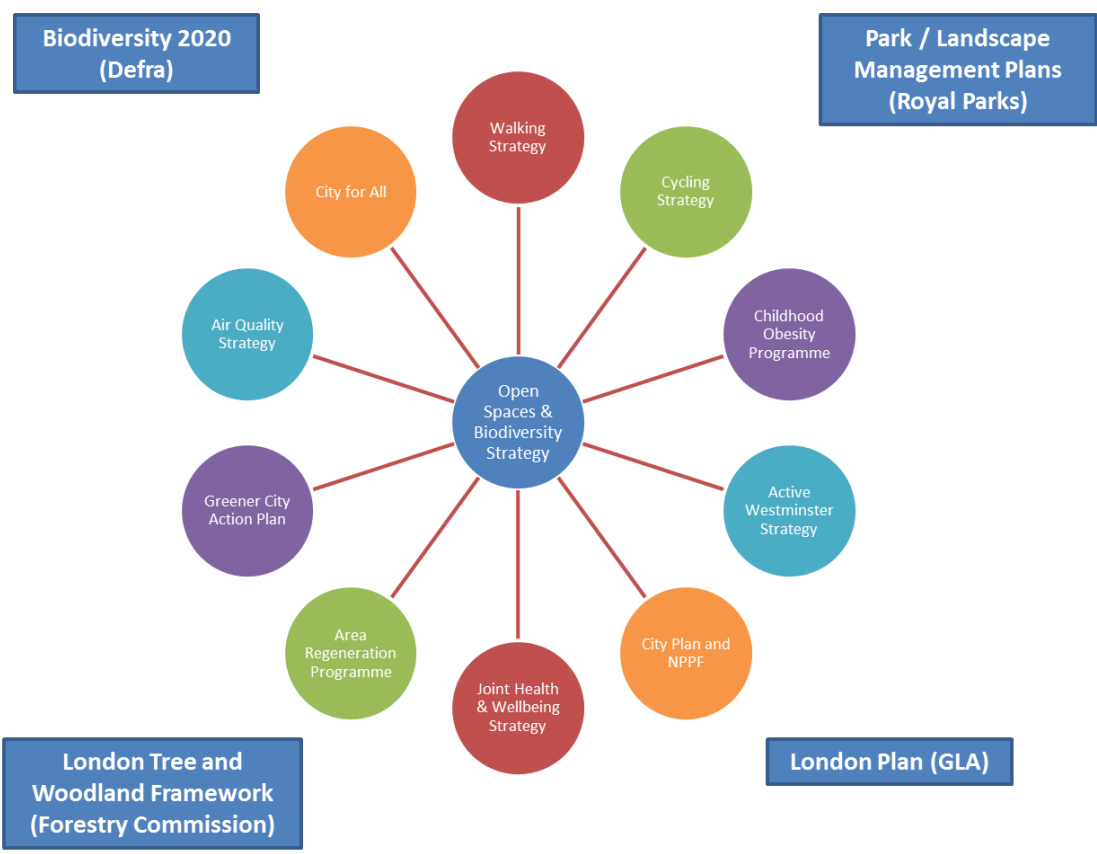 Biodiversity 2020
(Defra)
Park / Landscape
Management Plans
(Royal Parks)
Walking
Strategy
City for All
Cycling
Strategy
Air Quality
Strategy
Childhood
Obesity
Programme
Open
Spaces &
Biodiversity
Strategy
Greener City
Action Plan
Active
Westminster
Strategy
Area
Regeneration
Programme
City Plan and
NPPF
Joint Health
& Wellbeing
Strategy
London Tree and
Woodland Framework
(Forestry Commission)
London Plan (GLA)